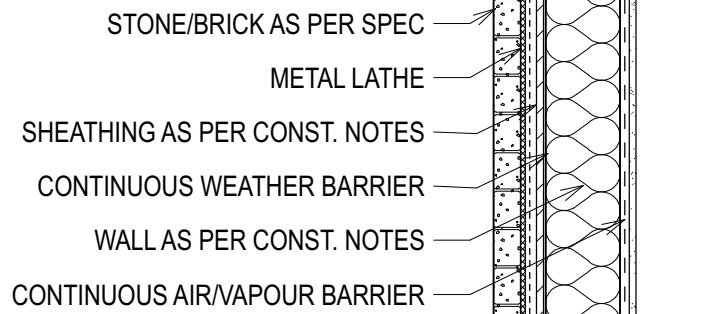 STONE/BRICK AS PER SPEC
METAL LATHE
SHEATHING AS PER CONST. NOTES
CONTINUOUS WEATHER BARRIER
WALL AS PER CONST. NOTES
CONTINUOUS AIR/VAPOUR BARRIER